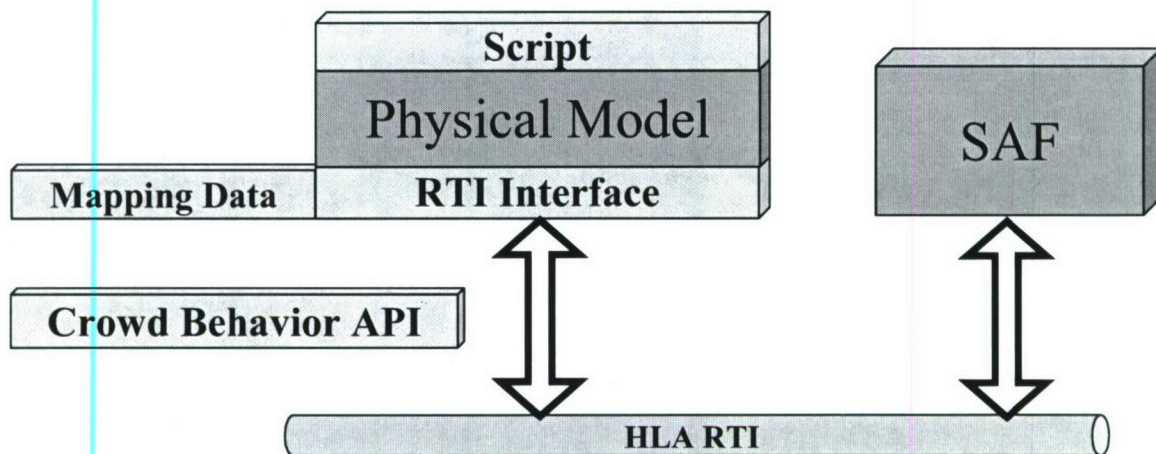 Script
Physical Model
SAF
Mapping Data
RTI Interface
Crowd Behavior API
HLA RTI